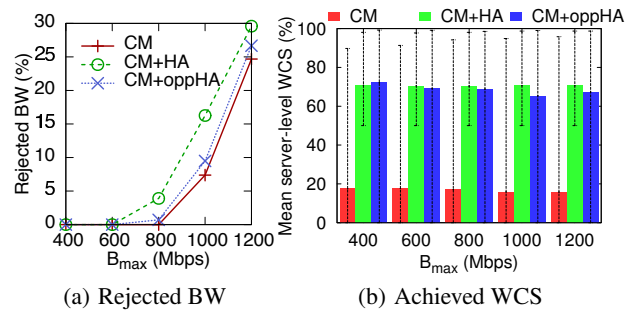 30
25
20
15
10
5
0
Rejected BW (%)
CM
CM+HA
CM+oppHA
400
600
800
1000
1200
B_max (Mbps)
(a) Rejected BW
CM
CM+HA
CM+oppHA
100
80
60
40
20
0
Mean server-level WCS (%)
400
600
800
1000
1200
B_max (Mbps)
(b) Achieved WCS